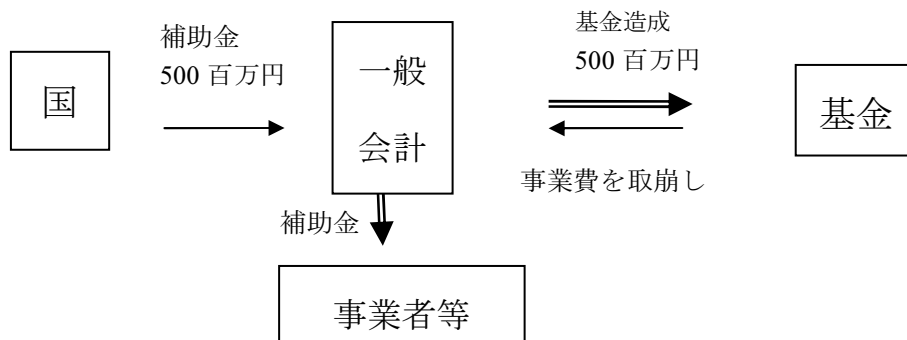 補助金
500 百万円
国
一般
会計
基金造成
500 百万円
基金
事業費を取崩し
補助金
事業者等